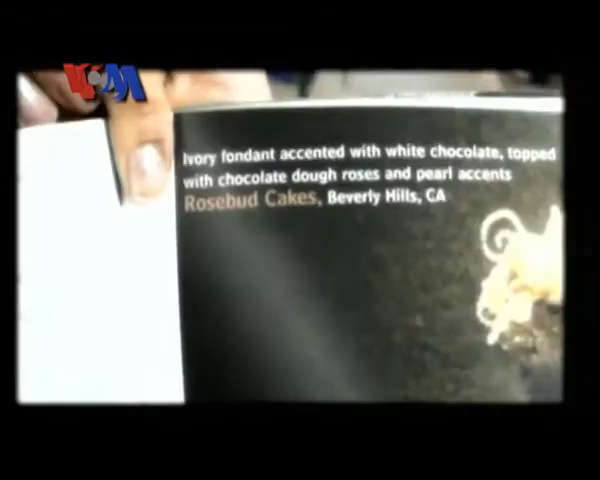 VOA
Ivory fondant accented with white chocolate, topped
with chocolate dough roses and pearl accents
Rosebud Cakes, Beverly Hills, CA